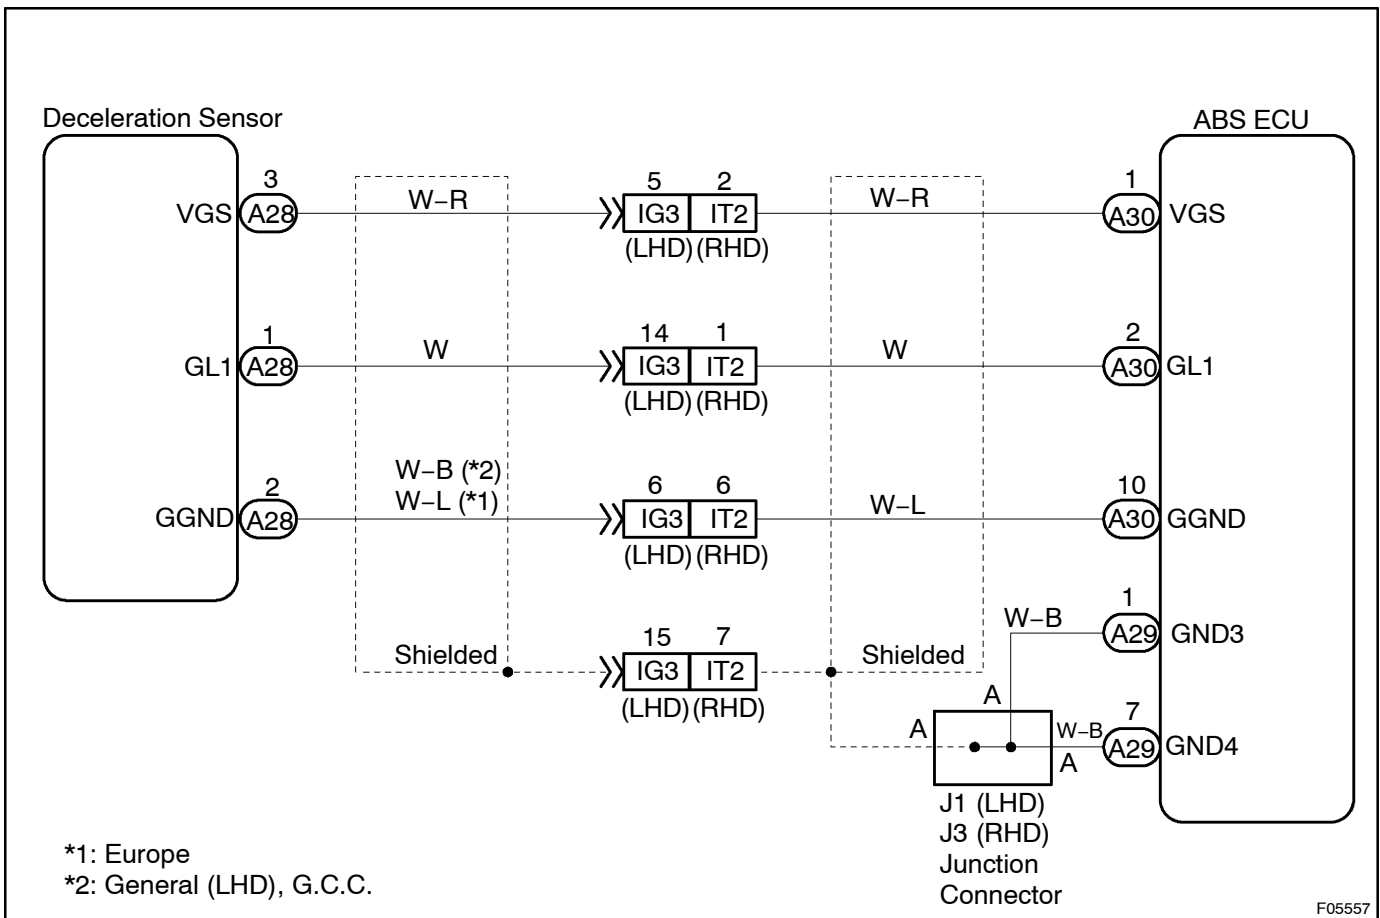 Deceleration Sensor
ABS ECU
3
5 2
1
VGS A28
W–R
IG3 IT2
W–R
A30 VGS
(LHD) (RHD)
1
14 1
2
GL1 A28
W
IG3 IT2
W
A30 GL1
(LHD) (RHD)
W–B (*2)
2
W–L (*1)
6 6
10
GGND A28
IG3 IT2
W–L
A30 GGND
(LHD) (RHD)
1
W–B
A29 GND3
15 7
Shielded
IG3 IT2
Shielded
(LHD) (RHD)
A
7
A
W–B
A29 GND4
A
J1 (LHD)
J3 (RHD)
Junction
Connector
*1: Europe
*2: General (LHD), G.C.C.
F05557